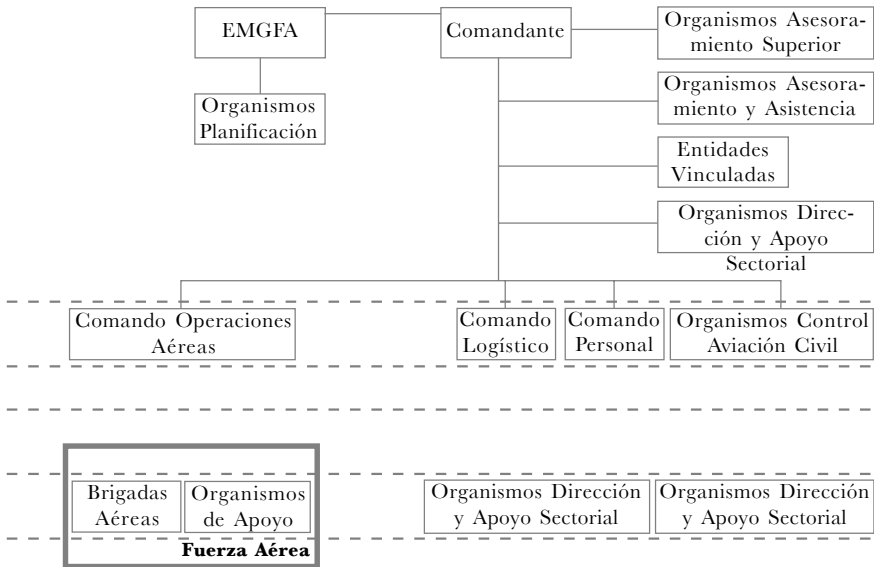 EMGFA
Comandante
Organismos Asesora-
miento Superior
Organismos
Planificación
Organismos Asesora-
miento y Asistencia
Entidades
Vinculadas
Organismos Direc-
ción y Apoyo
Sectorial
Comando Operaciones
Aéreas
Comando
Logístico
Comando
Personal
Organismos Control
Aviación Civil
Brigadas
Aéreas
Organismos
de Apoyo
Fuerza Aérea
Organismos Dirección
y Apoyo Sectorial
Organismos Dirección
y Apoyo Sectorial